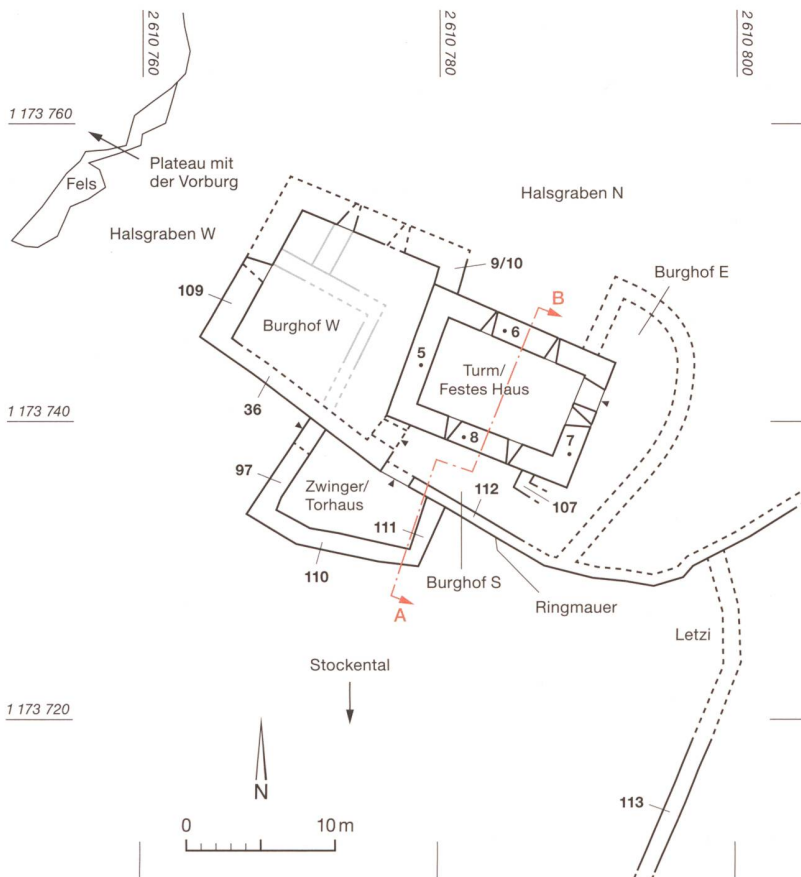 2 610 760
2 610 780
2 610 800
1 173 760
Plateau mit
der Vorburg
Fels
Halsgraben N
Halsgraben W
9/10
Burghof E
B
109
6
Burghof W
5
Turm/
Festes Haus
1 173 740
36
8
7
97
Zwinger/
Torhaus
112
107
111
110
Burghof S
Ringmauer
A
Letzi
Stockental
1 173 720
N
113
0
10 m